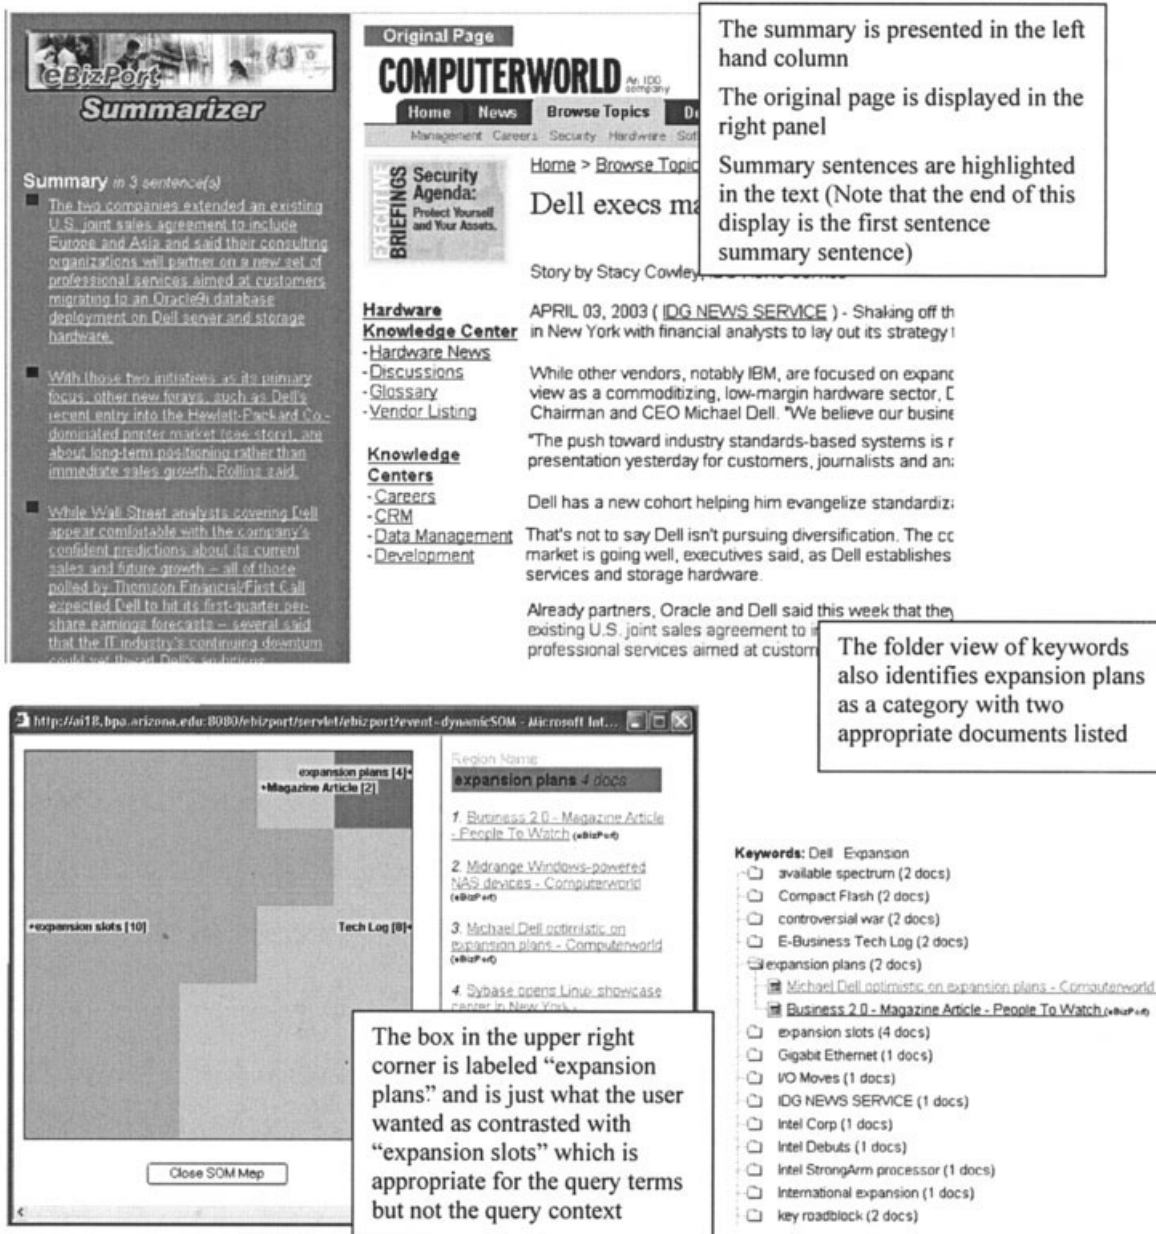 eBizPort
Summarizer
Summary in 3 sentence(s)
The two companies extended an existing
U.S. joint sales agreement to include
Europe and Asia and said their consulting
organizations will partner on a new set of
professional services aimed at customers
migrating to an Oracle9i database
deployment on Dell server and storage
hardware.
With those two initiatives as its primary
focus, other new forays, such as Dell's
recent entry into the Hewlett-Packard Co.-
dominated printer market (see story), are
about long-term positioning rather than
immediate sales growth, Rollins said.
While Wall Street analysts covering Dell
appear comfortable with the company's
confident predictions about its current
sales and future growth -- all of those
polled by Thomson Financial/First Call
expected Dell to hit its first-quarter per-
share earnings forecasts -- several said
that the IT industry's continuing downturn
Original Page
COMPUTERWORLD An IDG
company
Home News Browse Topics
Management Careers Security Hardware
EXECUTIVE BRIEFINGS
Security
Agenda:
Protect Yourself
and Your Assets.
Home > Browse Topic
Dell execs ma
Story by Stacy Cowley,
Hardware
Knowledge Center
-Hardware News
-Discussions
-Glossary
-Vendor Listing
Knowledge
Centers
-Careers
-CRM
-Data Management
-Development
APRIL 03, 2003 ( IDG NEWS SERVICE ) - Shaking off th
in New York with financial analysts to lay out its strategy
While other vendors, notably IBM, are focused on expand
view as a commoditizing, low-margin hardware sector, D
Chairman and CEO Michael Dell. "We believe our busine
"The push toward industry standards-based systems is r
presentation yesterday for customers, journalists and an
Dell has a new cohort helping him evangelize standardiz
That's not to say Dell isn't pursuing diversification. The cc
market is going well, executives said, as Dell establishes
services and storage hardware.
Already partners, Oracle and Dell said this week that they
existing U.S. joint sales agreement to i
professional services aimed at custom
The summary is presented in the left
hand column
The original page is displayed in the
right panel
Summary sentences are highlighted
in the text (Note that the end of this
display is the first sentence
summary sentence)
The folder view of keywords
also identifies expansion plans
as a category with two
appropriate documents listed
http://ai18.bpa.arizona.edu:8080/ebizport/servlet/ebizport?event=dynamicSOM - Microsoft Int...
expansion plans [4]
Magazine Article [2]
expansion slots [10]
Tech Log [8]
Close SOM Map
Region Name
expansion plans 4 docs
1. Business 2.0 - Magazine Article
- People To Watch (eBizPort)
2. Midrange Windows-powered
NAS devices - Computerworld
(eBizPort)
3. Michael Dell optimistic on
expansion plans - Computerworld
(eBizPort)
4. Sybase opens Linux showcase
center in New York -
The box in the upper right
corner is labeled “expansion
plans” and is just what the user
wanted as contrasted with
“expansion slots” which is
appropriate for the query terms
but not the query context
Keywords: Dell Expansion
available spectrum (2 docs)
Compact Flash (2 docs)
controversial war (2 docs)
E-Business Tech Log (2 docs)
expansion plans (2 docs)
Michael Dell optimistic on expansion plans - Computerworld
Business 2.0 - Magazine Article - People To Watch (eBizPort)
expansion slots (4 docs)
Gigabit Ethernet (1 docs)
I/O Moves (1 docs)
IDG NEWS SERVICE (1 docs)
Intel Corp (1 docs)
Intel Debuts (1 docs)
Intel StrongArm processor (1 docs)
International expansion (1 docs)
key roadblock (2 docs)